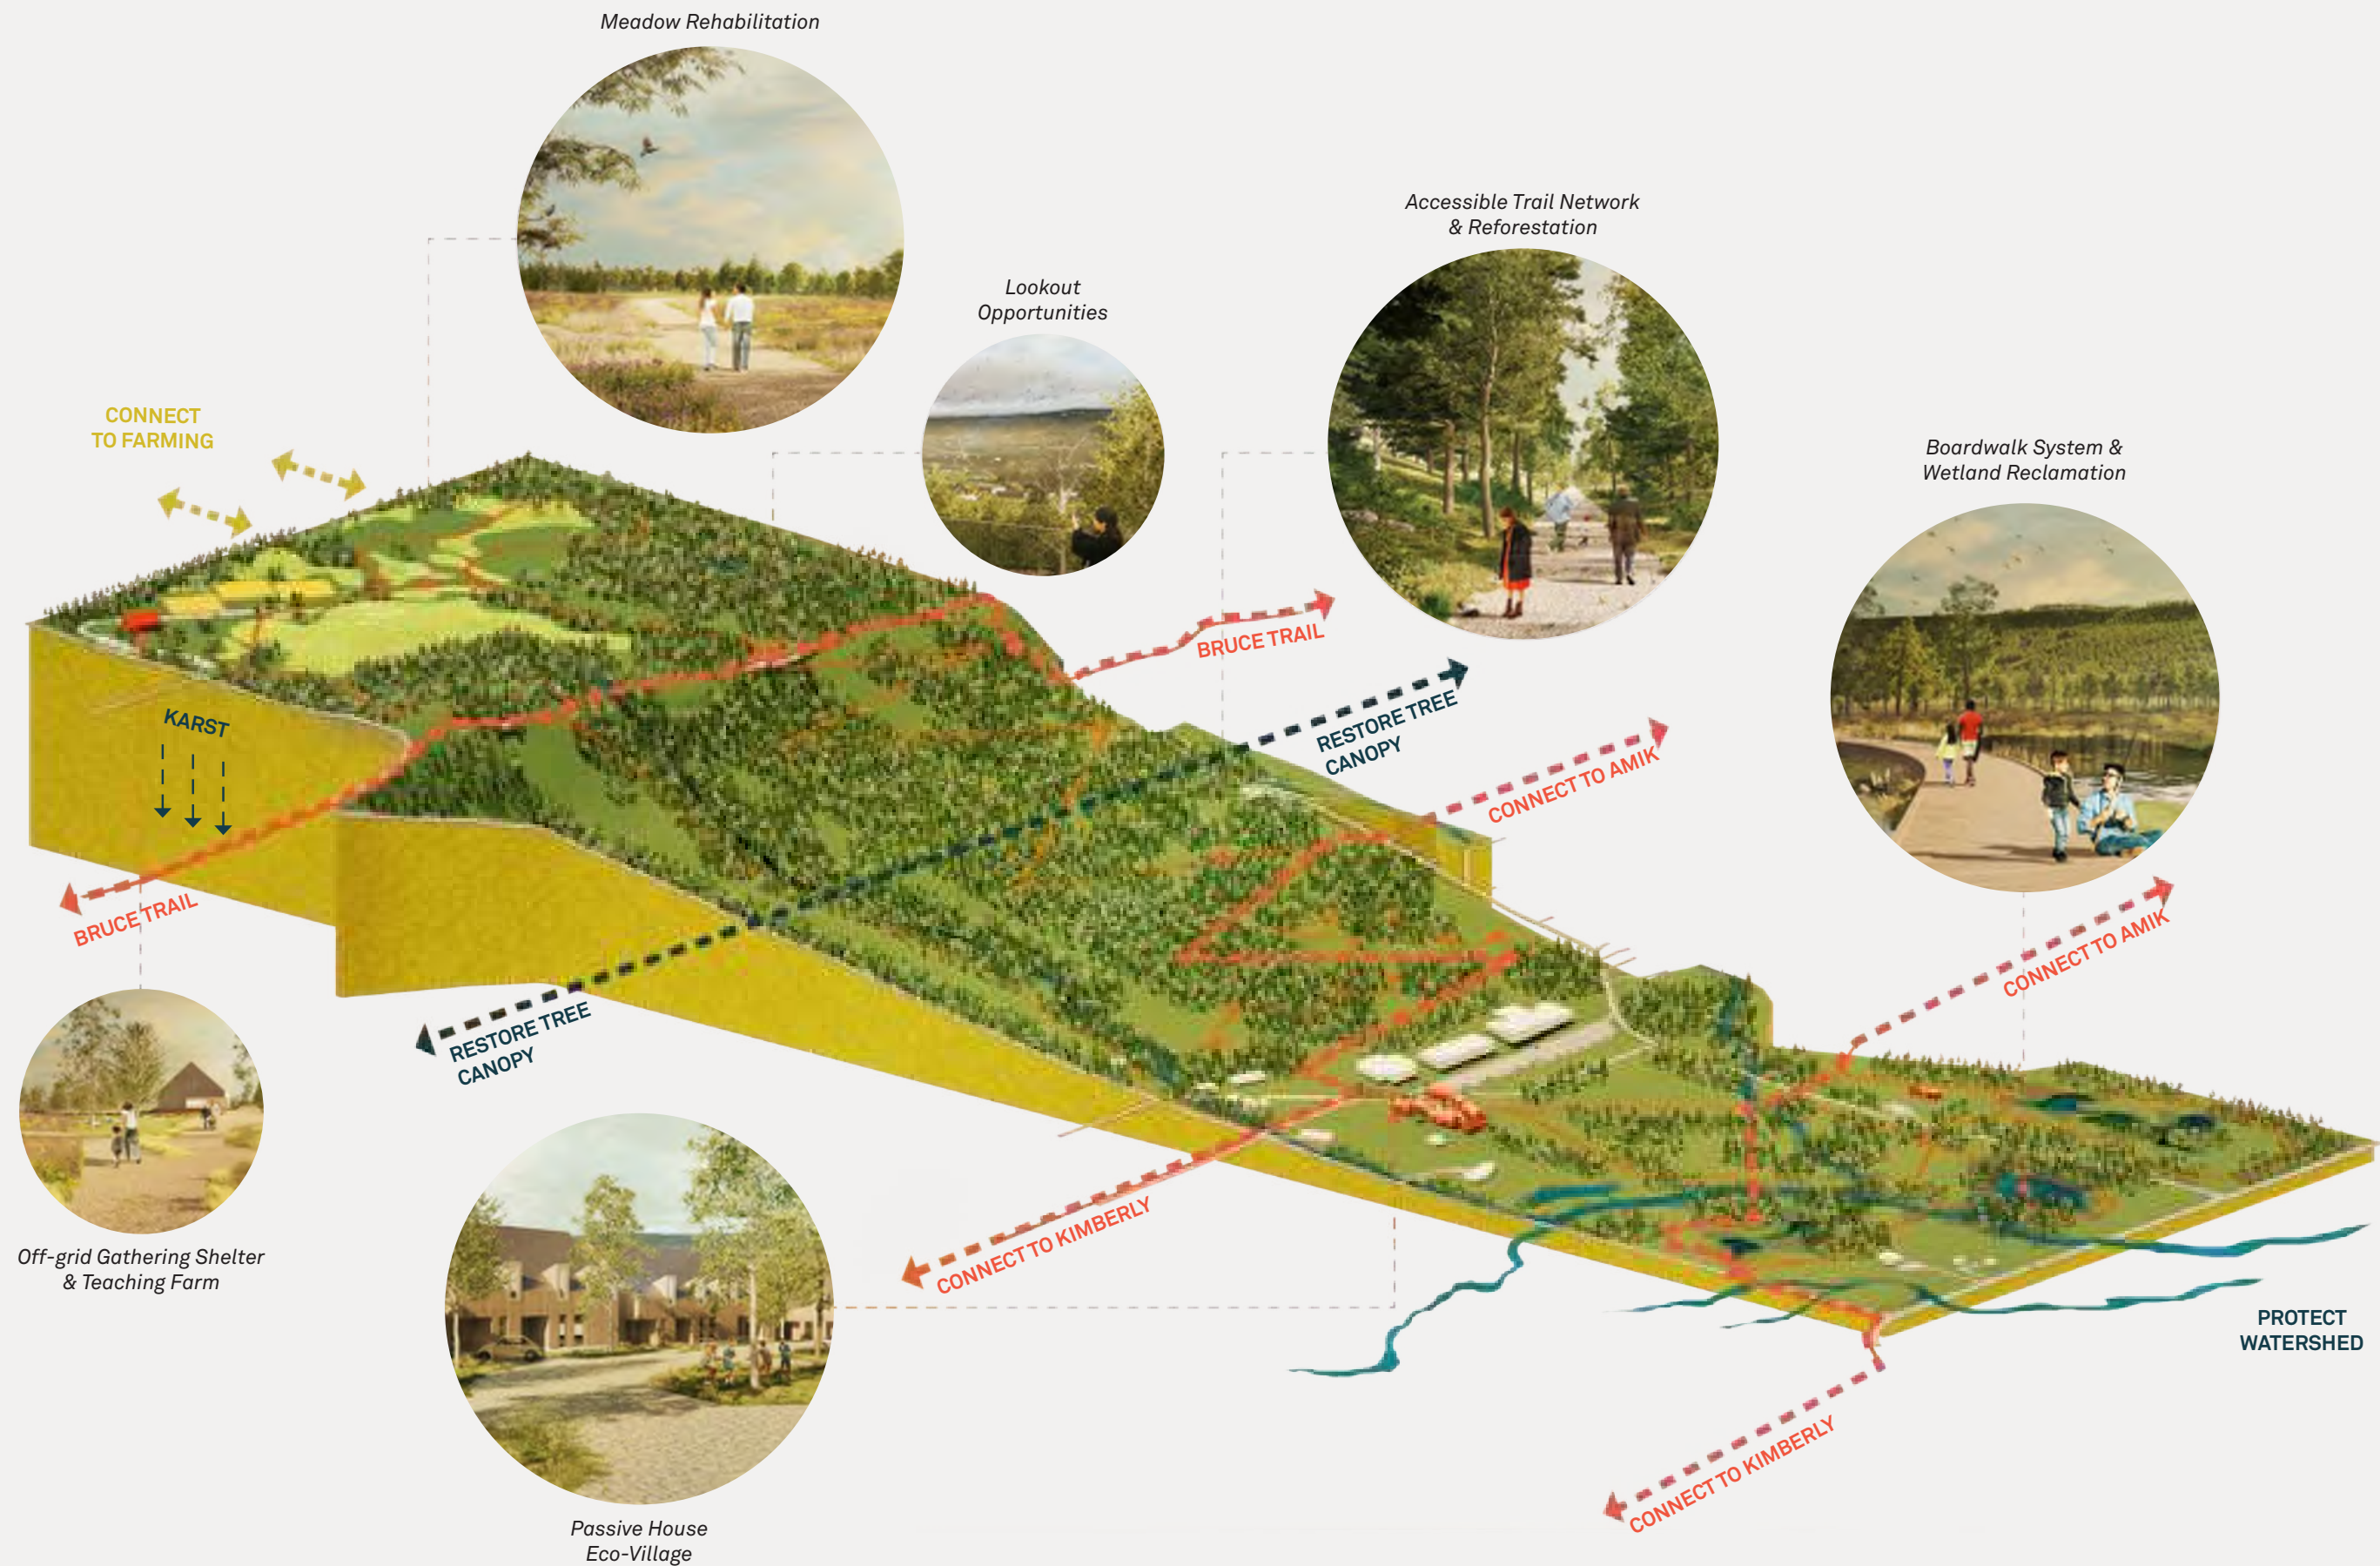 Meadow Rehabilitation
Accessible Trail Network
& Reforestation
Lookout
Opportunities
CONNECT
TO FARMING
Boardwalk System &
Wetland Reclamation
BRUCE TRAIL
KARST
RESTORE TREE
CANOPY
CONNECT TO AMIK
BRUCE TRAIL
CONNECT TO AMIK
RESTORE TREE
CANOPY
CONNECT TO KIMBERLY
Off-grid Gathering Shelter
& Teaching Farm
PROTECT
WATERSHED
CONNECT TO KIMBERLY
Passive House
Eco-Village